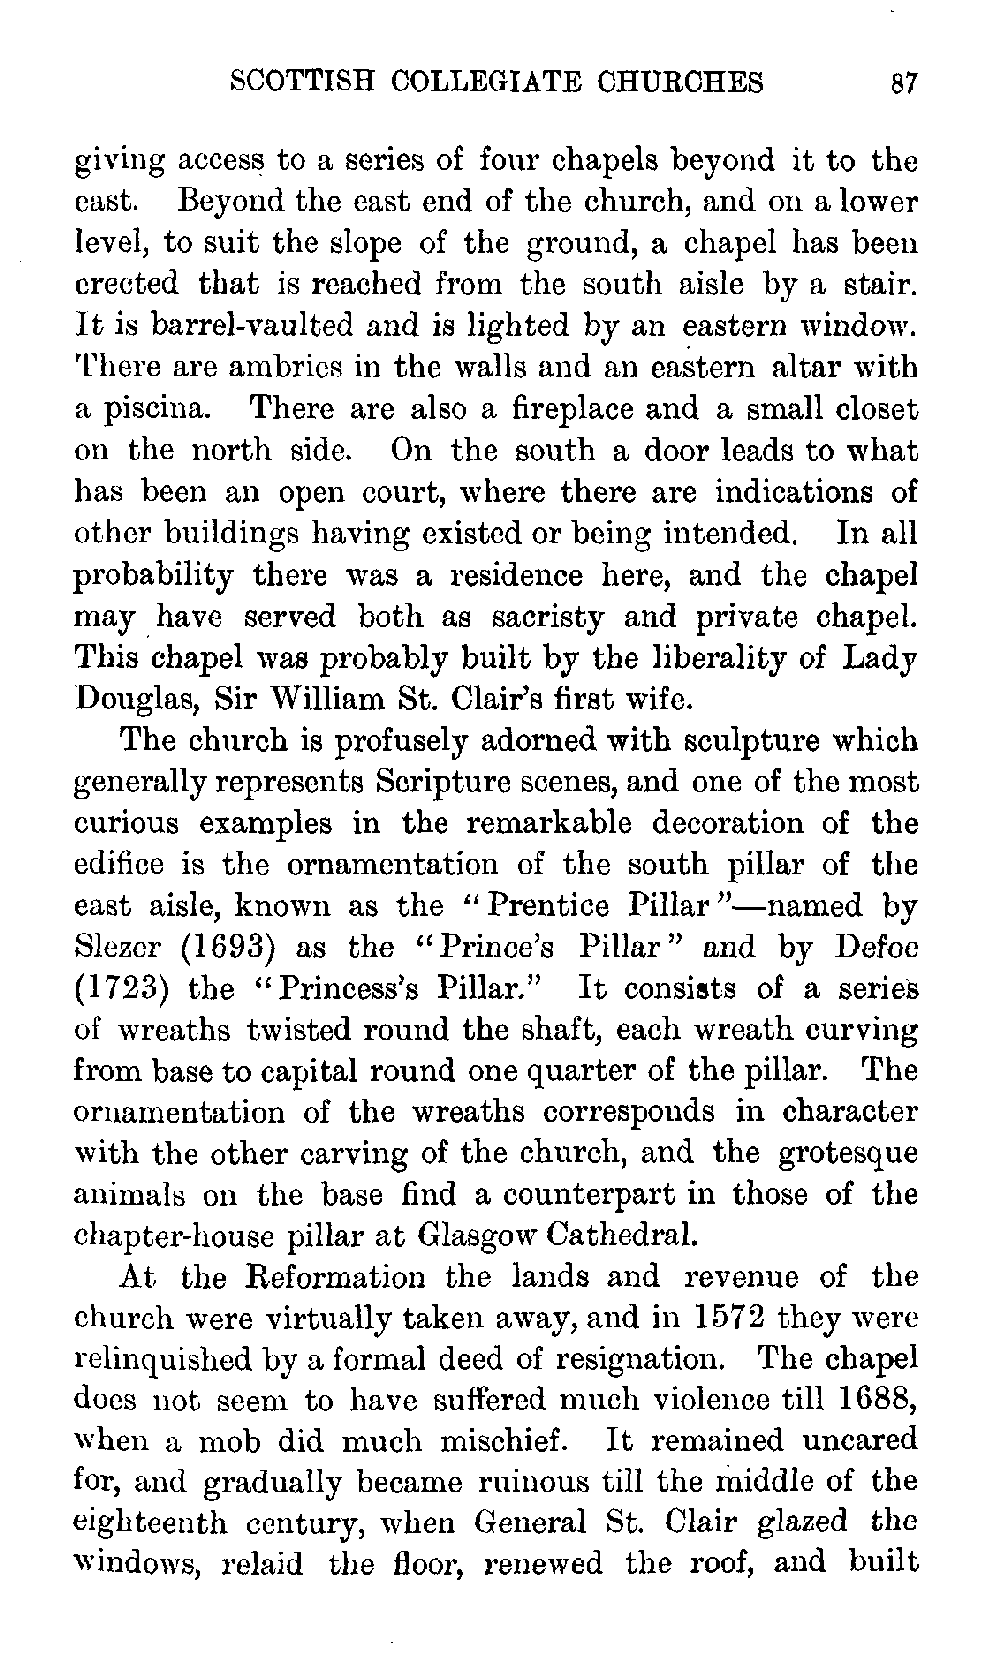 SCOTTISH COLLEGIATE CHURCHES 87
giving access to a series of four chapels beyond it to the
east. Beyond the east end of the church, and on a lower
level, to suit the slope of the ground, a chapel has been
erected that is reached from the south aisle by a stair.
It is barrel-vaulted and is lighted by an eastern window.
There are ambries in the walls and an eastern altar with
a piscina. There are also a fireplace and a small closet
on the north side. On the south a door leads to what
has been an open court, where there are indications of
other buildings having existed or being intended. In all
probability there was a residence here, and the chapel
may have served both as sacristy and private chapel.
This chapel was probably built by the liberality of Lady
Douglas, Sir William St. Clair's first wife.
The church is profusely adorned with sculpture which
generally represents Scripture scenes, and one of the most
curious examples in the remarkable decoration of the
edifice is the ornamentation of the south pillar of the
east aisle, known as the "Prentice Pillar"—named by
Slezer (1693) as the "Prince's Pillar" and by Defoe
(1723) the "Princess's Pillar." It consists of a series
of wreaths twisted round the shaft, each wreath curving
from base to capital round one quarter of the pillar. The
ornamentation of the wreaths corresponds in character
with the other carving of the church, and the grotesque
animals on the base find a counterpart in those of the
chapter-house pillar at Glasgow Cathedral.
At the Reformation the lands and revenue of the
church were virtually taken away, and in 1572 they were
relinquished by a formal deed of resignation. The chapel
does not seem to have suffered much violence till 1688,
when a mob did much mischief. It remained uncared
for, and gradually became ruinous till the middle of the
eighteenth century, when General St. Clair glazed the
windows, relaid the floor, renewed the roof, and built